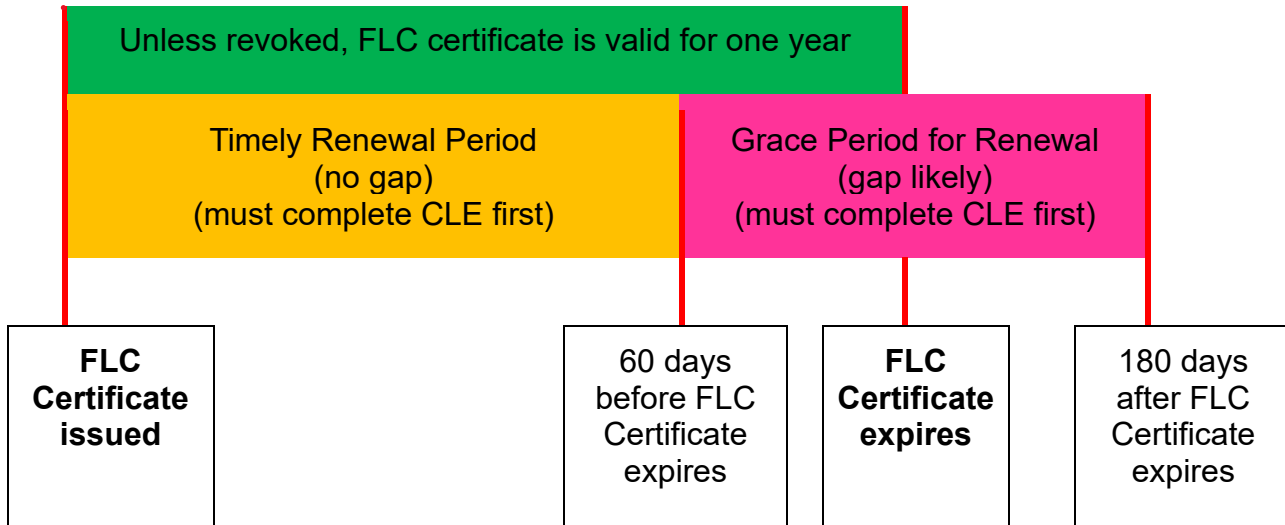 Unless revoked, FLC certificate is valid for one year
Timely Renewal Period
(no gap)
(must complete CLE first)
Grace Period for Renewal
(gap likely)
(must complete CLE first)
FLC
Certificate
issued
60 days
before FLC
Certificate
expires
FLC
Certificate
expires
180 days
after FLC
Certificate
expires